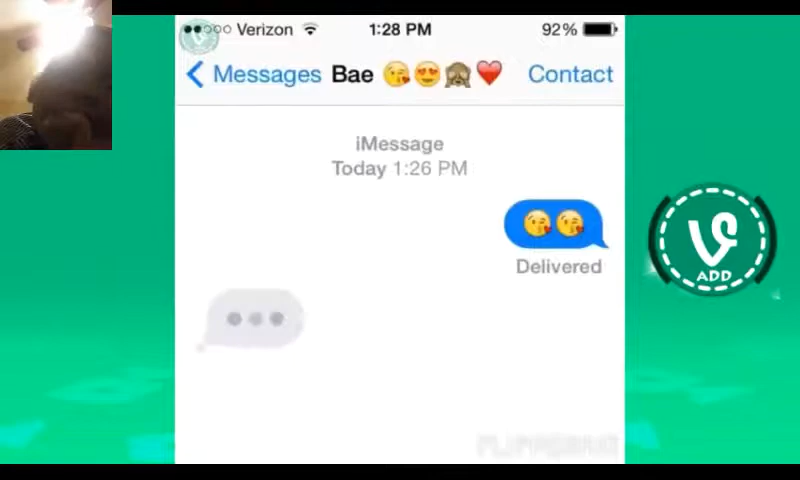 Verizon 1:28 PM 92%
Messages Bae 😘😍🙈❤️ Contact
iMessage
Today 1:26 PM
😘😘
Delivered
ADD